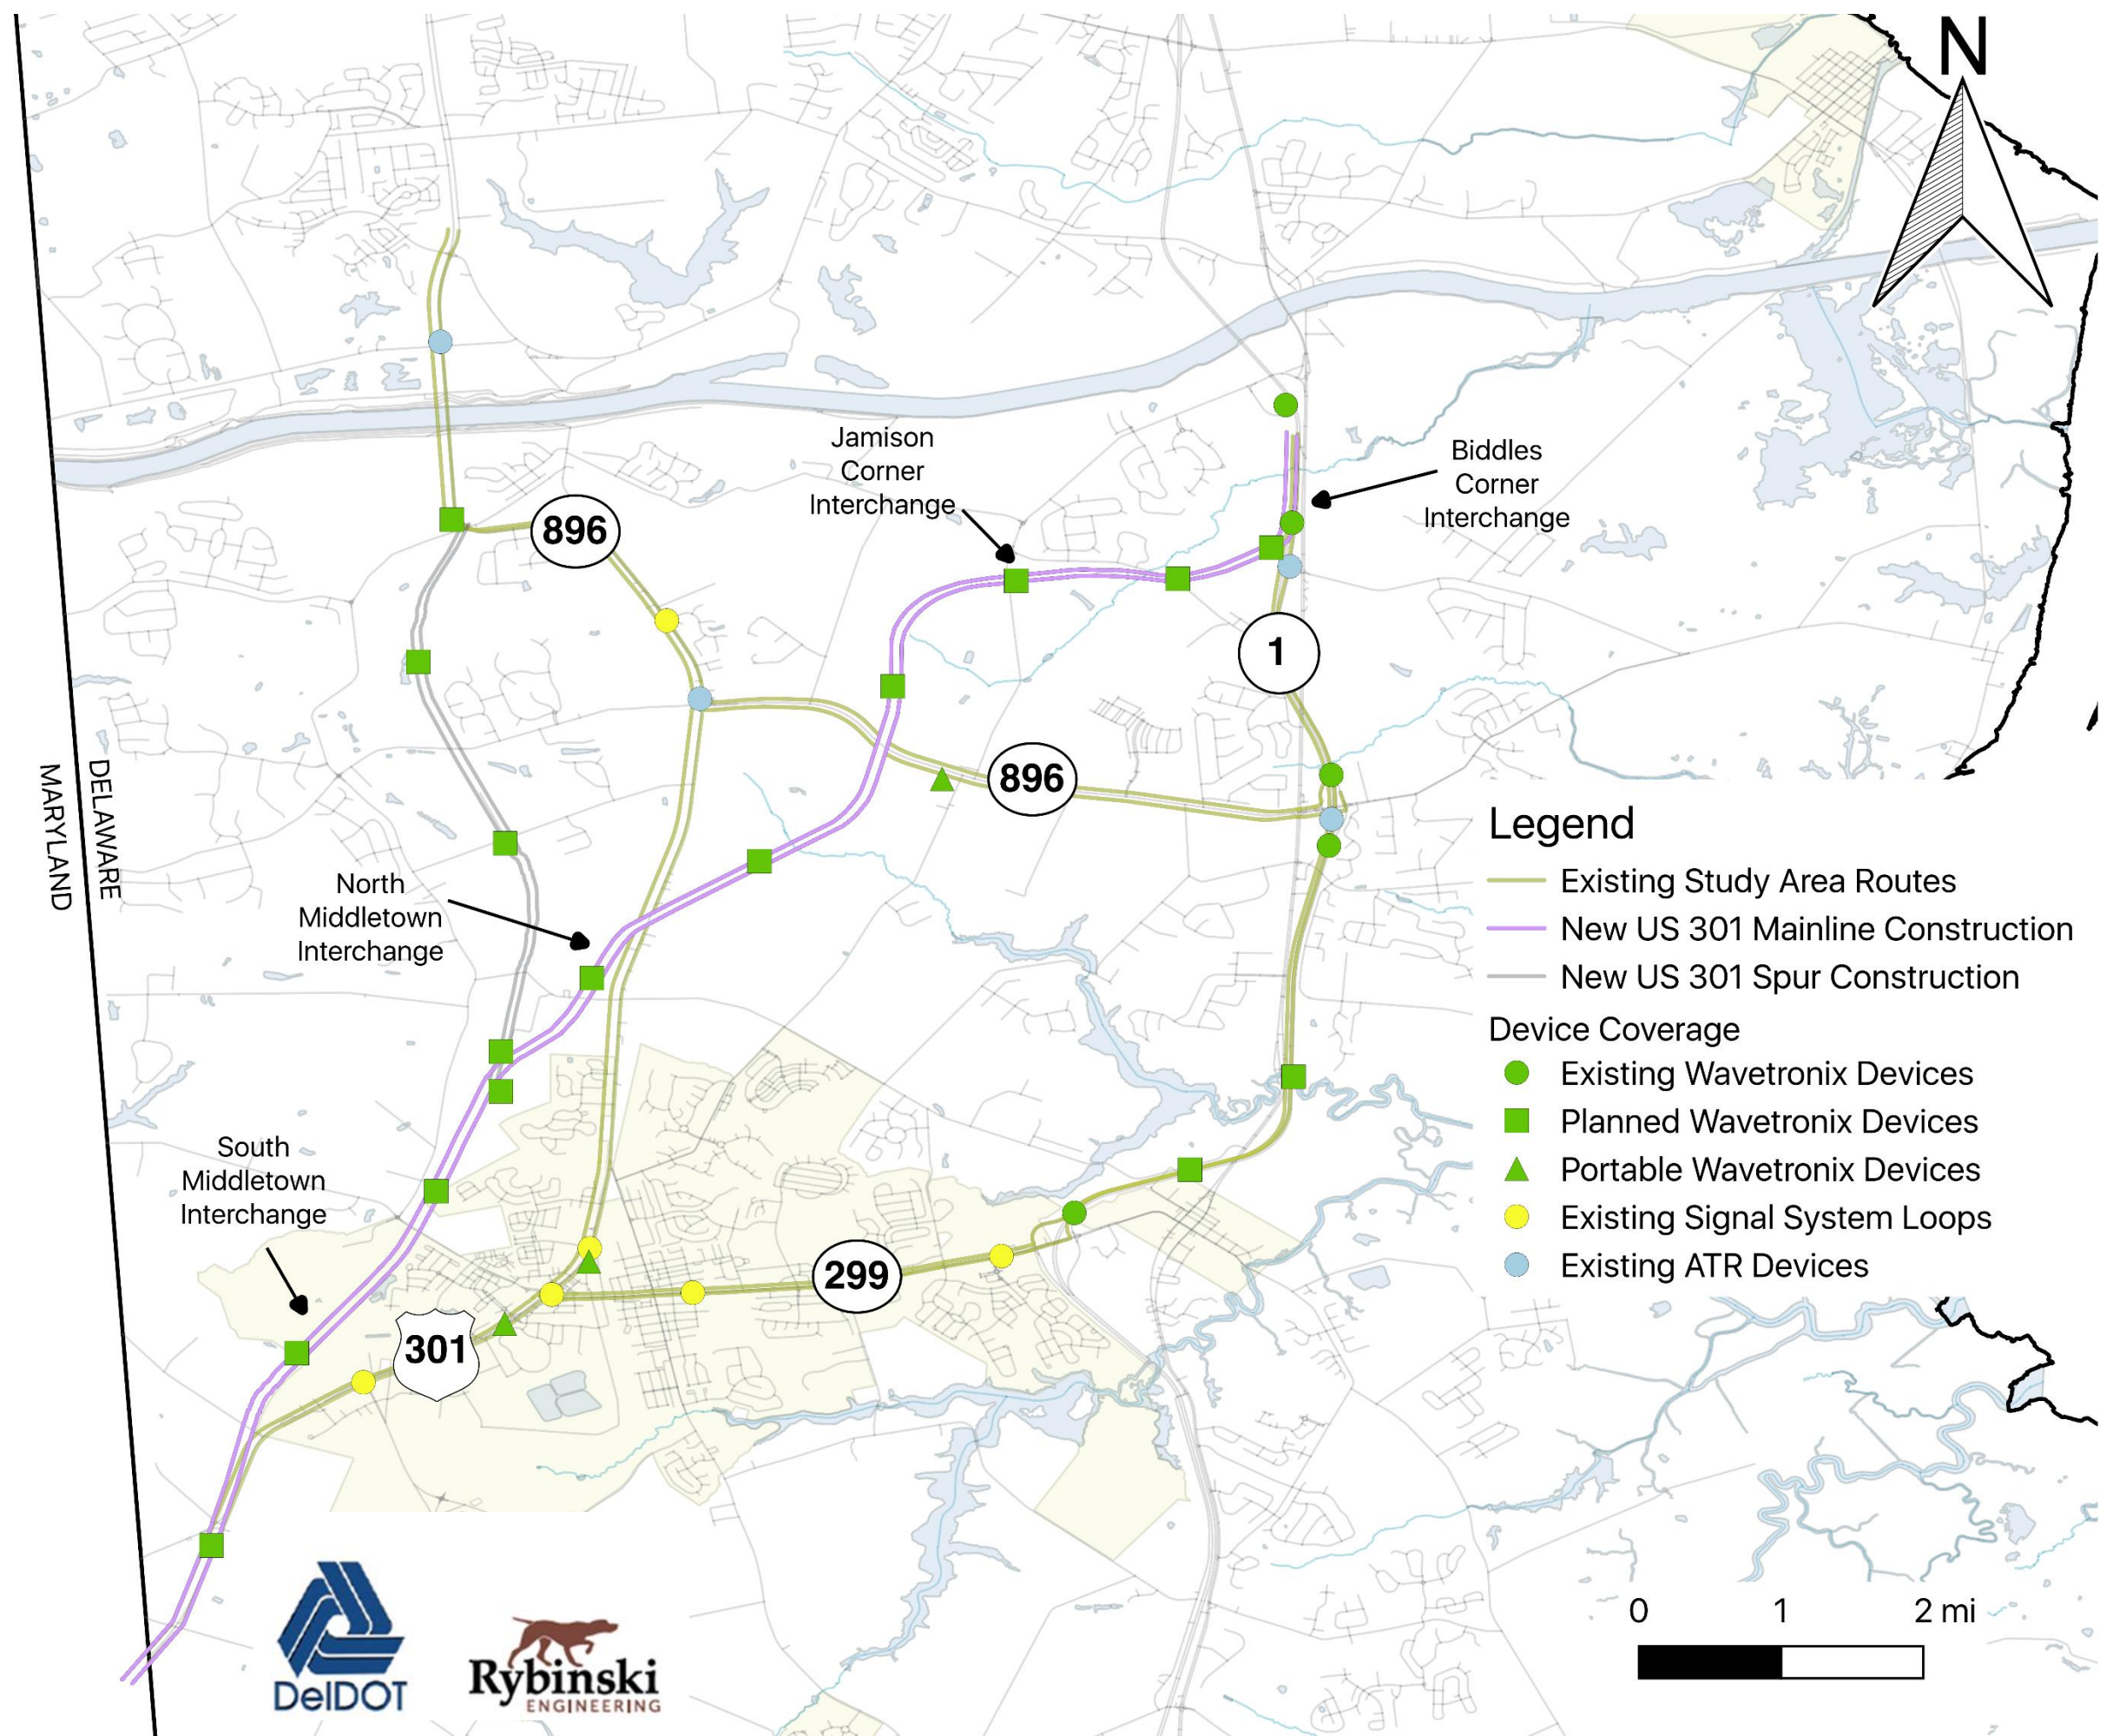 N
Jamison
Corner
Interchange
Biddles
Corner
Interchange
896
1
896
MARYLAND
DELAWARE
North
Middletown
Interchange
South
Middletown
Interchange
299
301
Legend
Existing Study Area Routes
New US 301 Mainline Construction
New US 301 Spur Construction
Device Coverage
Existing Wavetronix Devices
Planned Wavetronix Devices
Portable Wavetronix Devices
Existing Signal System Loops
Existing ATR Devices
0 1 2 mi
DelDOT
Rybinski
ENGINEERING